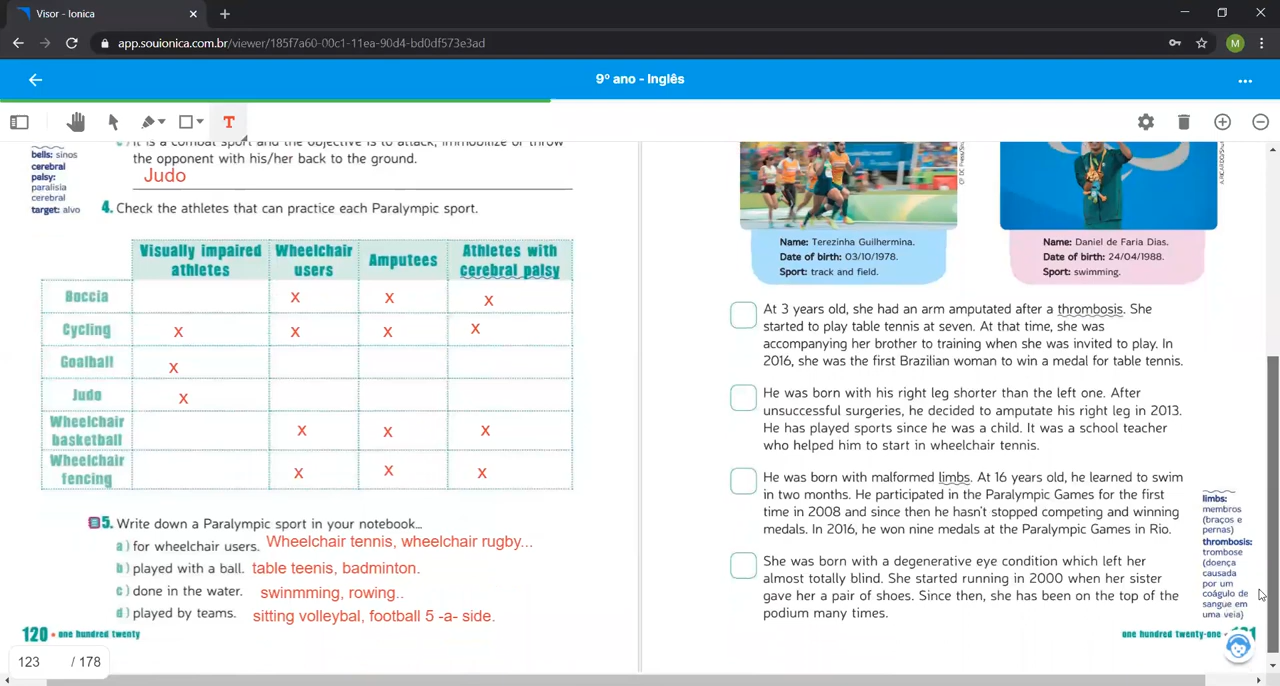 Visor - Ionica
app.souionica.com.br/viewer/185f7a60-00c1-11ea-90d4-bd0df573e3ad
M
9º ano - Inglês
T
bells: sinos
cerebral
palsy:
paralisia
cerebral
target: alvo
It is a combat sport and the objective is to attack, immobilize or throw
the opponent with his/her back to the ground.
Judo
4. Check the athletes that can practice each Paralympic sport.
Visually impaired athletes Wheelchair users Amputees Athletes with cerebral palsy
Boccia x x x
Cycling x x x x
Goalball x
Judo x
Wheelchair basketball x x x
Wheelchair fencing x x x
5. Write down a Paralympic sport in your notebook...
a) for wheelchair users. Wheelchair tennis, wheelchair rugby...
b) played with a ball. table teenis, badminton.
c) done in the water. swinmming, rowing..
d) played by teams. sitting volleybal, football 5 -a- side.
120 • one hundred twenty
123 / 178
Name: Terezinha Guilhermina.
Date of birth: 03/10/1978.
Sport: track and field.
Name: Daniel de Faria Dias.
Date of birth: 24/04/1988.
Sport: swimming.
At 3 years old, she had an arm amputated after a thrombosis. She
started to play table tennis at seven. At that time, she was
accompanying her brother to training when she was invited to play. In
2016, she was the first Brazilian woman to win a medal for table tennis.
He was born with his right leg shorter than the left one. After
unsuccessful surgeries, he decided to amputate his right leg in 2013.
He has played sports since he was a child. It was a school teacher
who helped him to start in wheelchair tennis.
He was born with malformed limbs. At 16 years old, he learned to swim
in two months. He participated in the Paralympic Games for the first
time in 2008 and since then he hasn't stopped competing and winning
medals. In 2016, he won nine medals at the Paralympic Games in Rio.
She was born with a degenerative eye condition which left her
almost totally blind. She started running in 2000 when her sister
gave her a pair of shoes. Since then, she has been on the top of the
podium many times.
limbs:
membros
(braços e
pernas)
thrombosis:
trombose
(doença
causada
por um
coágulo de
sangue em
uma veia)
one hundred twenty-one